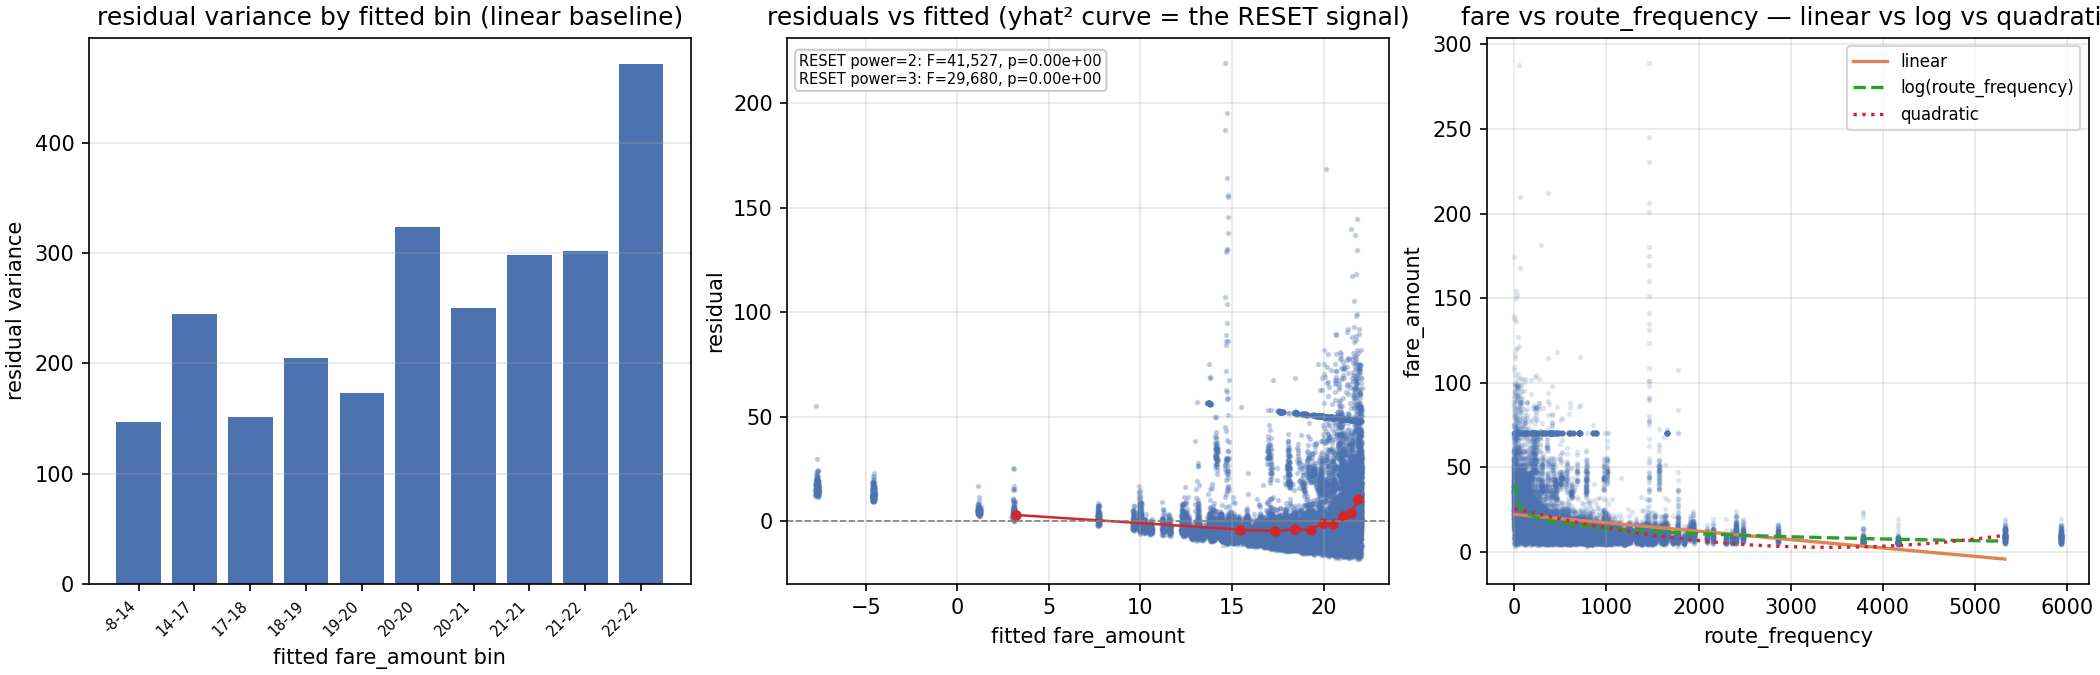 residual variance by fitted bin (linear baseline)
residual variance
400
300
200
100
0
-8-14
14-17
17-18
18-19
19-20
20-20
20-21
21-21
21-22
22-22
fitted fare_amount bin
residuals vs fitted (yhat² curve = the RESET signal)
RESET power=2: F=41,527, p=0.00e+00
RESET power=3: F=29,680, p=0.00e+00
residual
200
150
100
50
0
−5
0
5
10
15
20
fitted fare_amount
fare vs route_frequency — linear vs log vs quadrati
linear
log(route_frequency)
quadratic
fare_amount
300
250
200
150
100
50
0
0
1000
2000
3000
4000
5000
6000
route_frequency